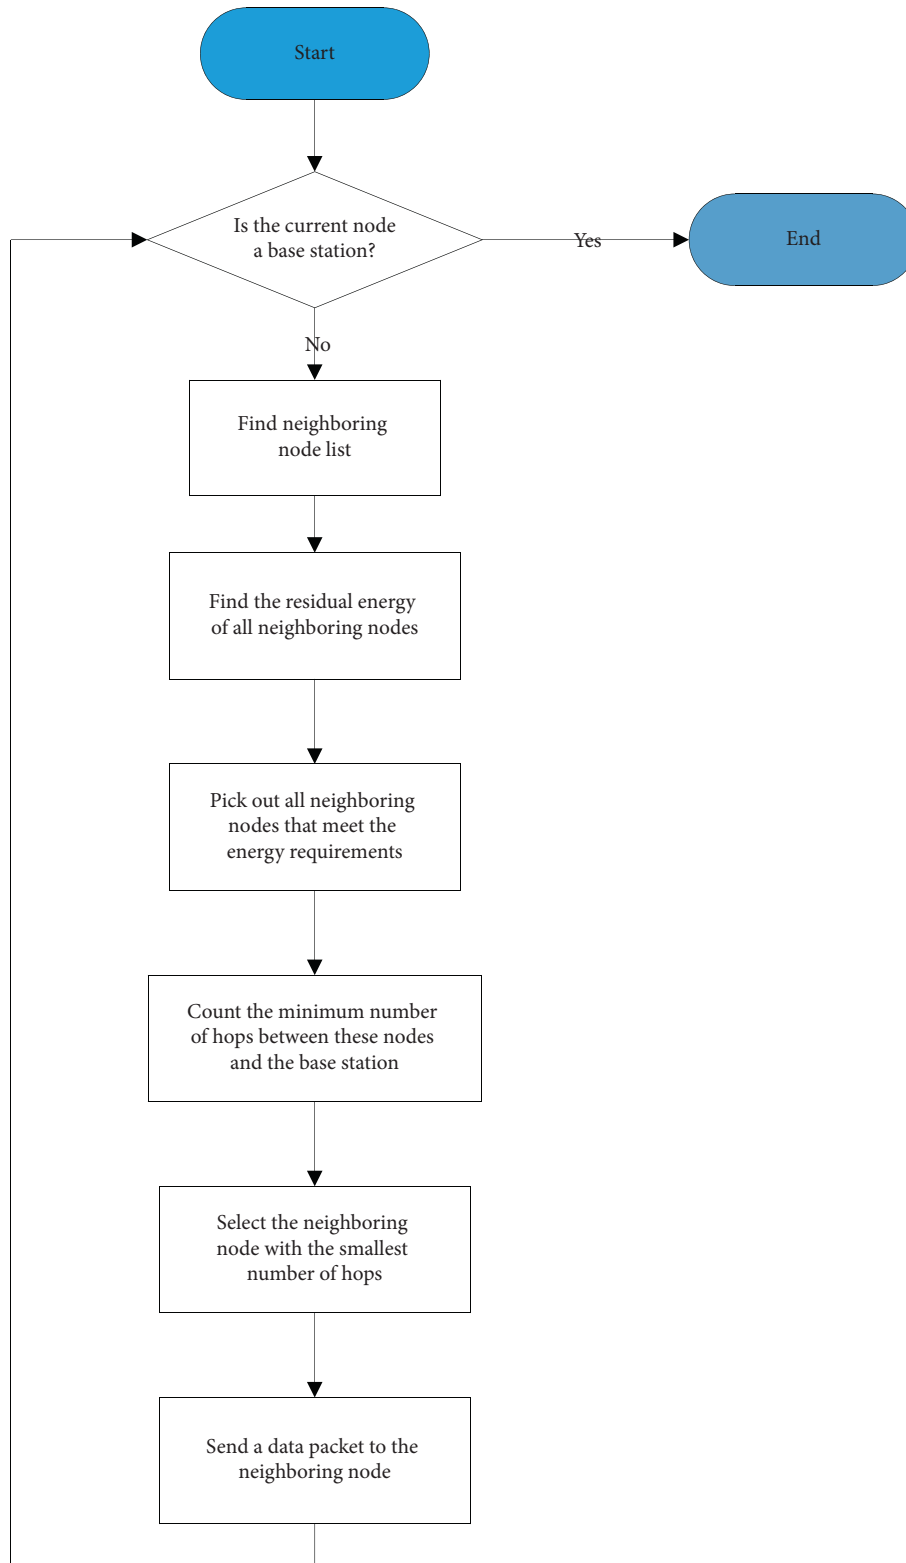 Start
Is the current node
a base station?
Yes
End
No
Find neighboring
node list
Find the residual energy
of all neighboring nodes
Pick out all neighboring
nodes that meet the
energy requirements
Count the minimum number
of hops between these nodes
and the base station
Select the neighboring
node with the smallest
number of hops
Send a data packet to the
neighboring node